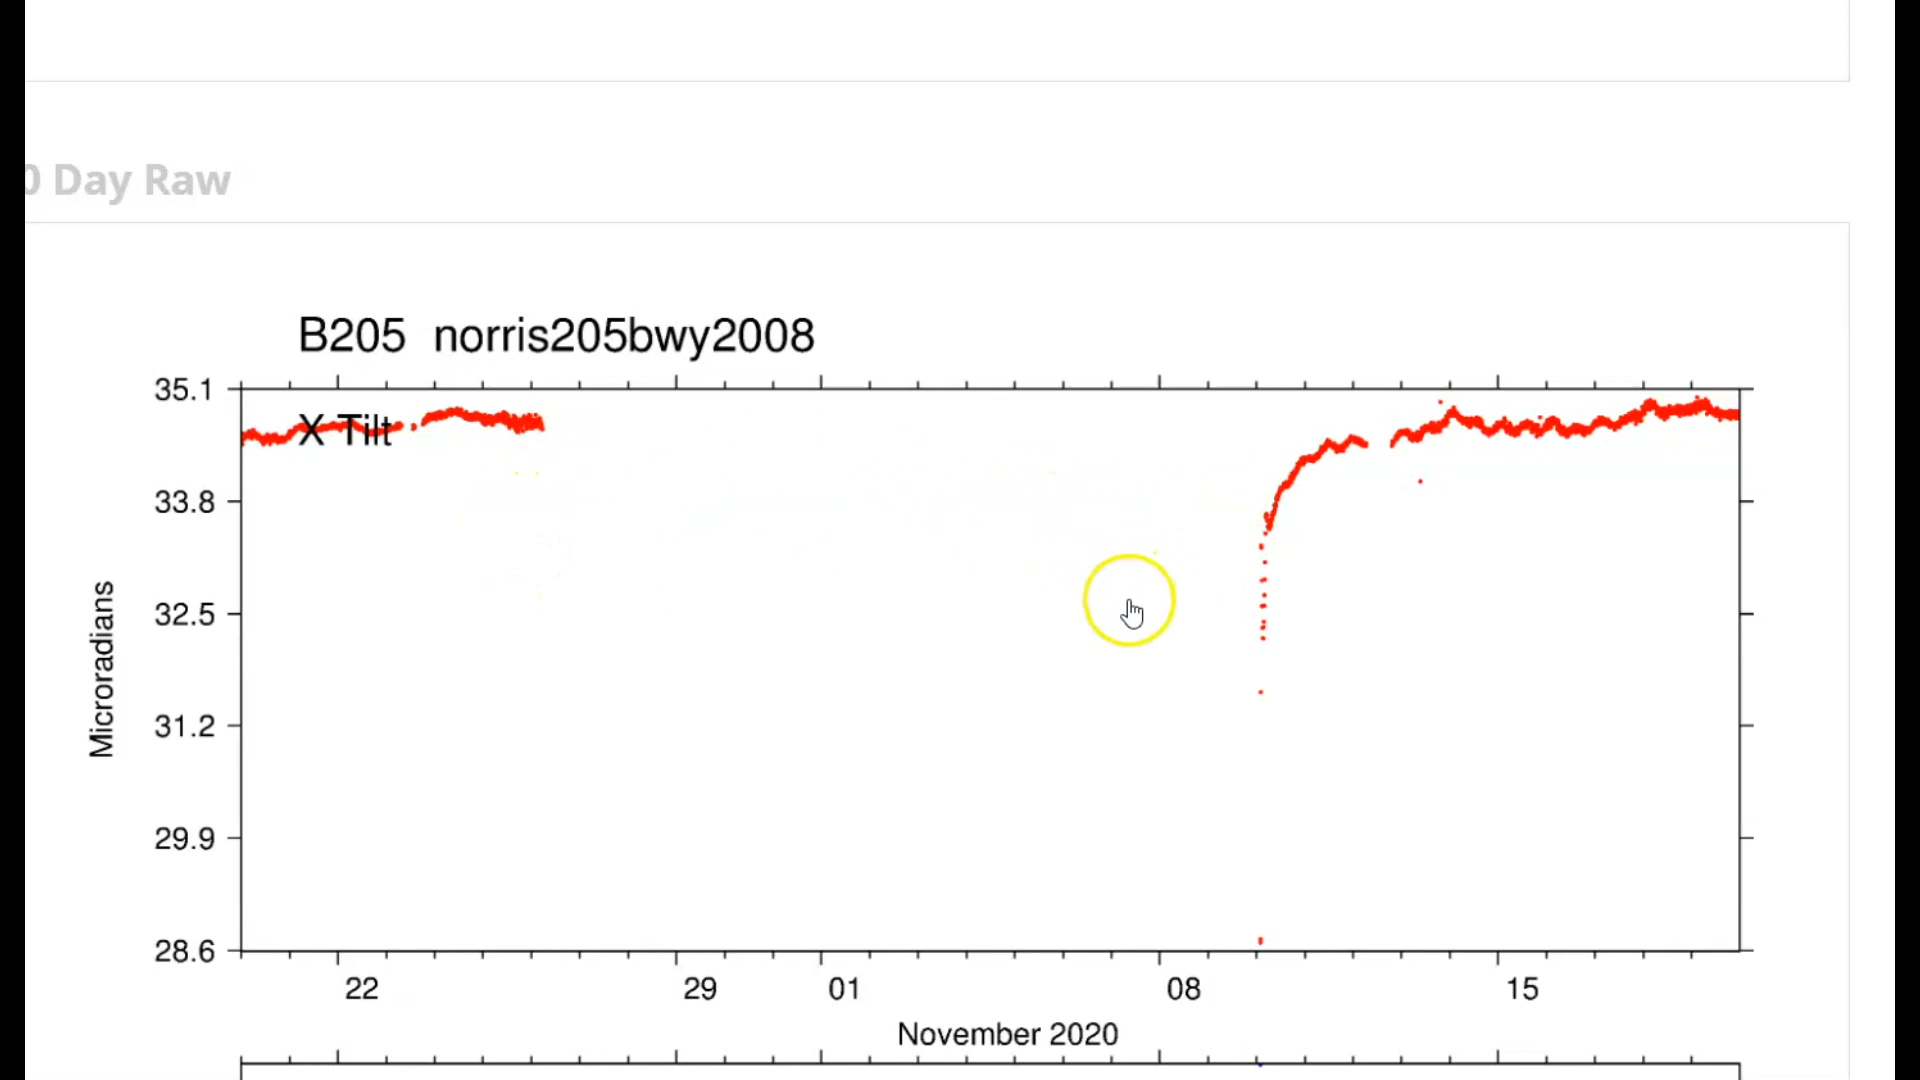 0 Day Raw
B205 norris205bwy2008
X Tilt
35.1
33.8
32.5
31.2
29.9
28.6
Microradians
22 29 01 08 15
November 2020